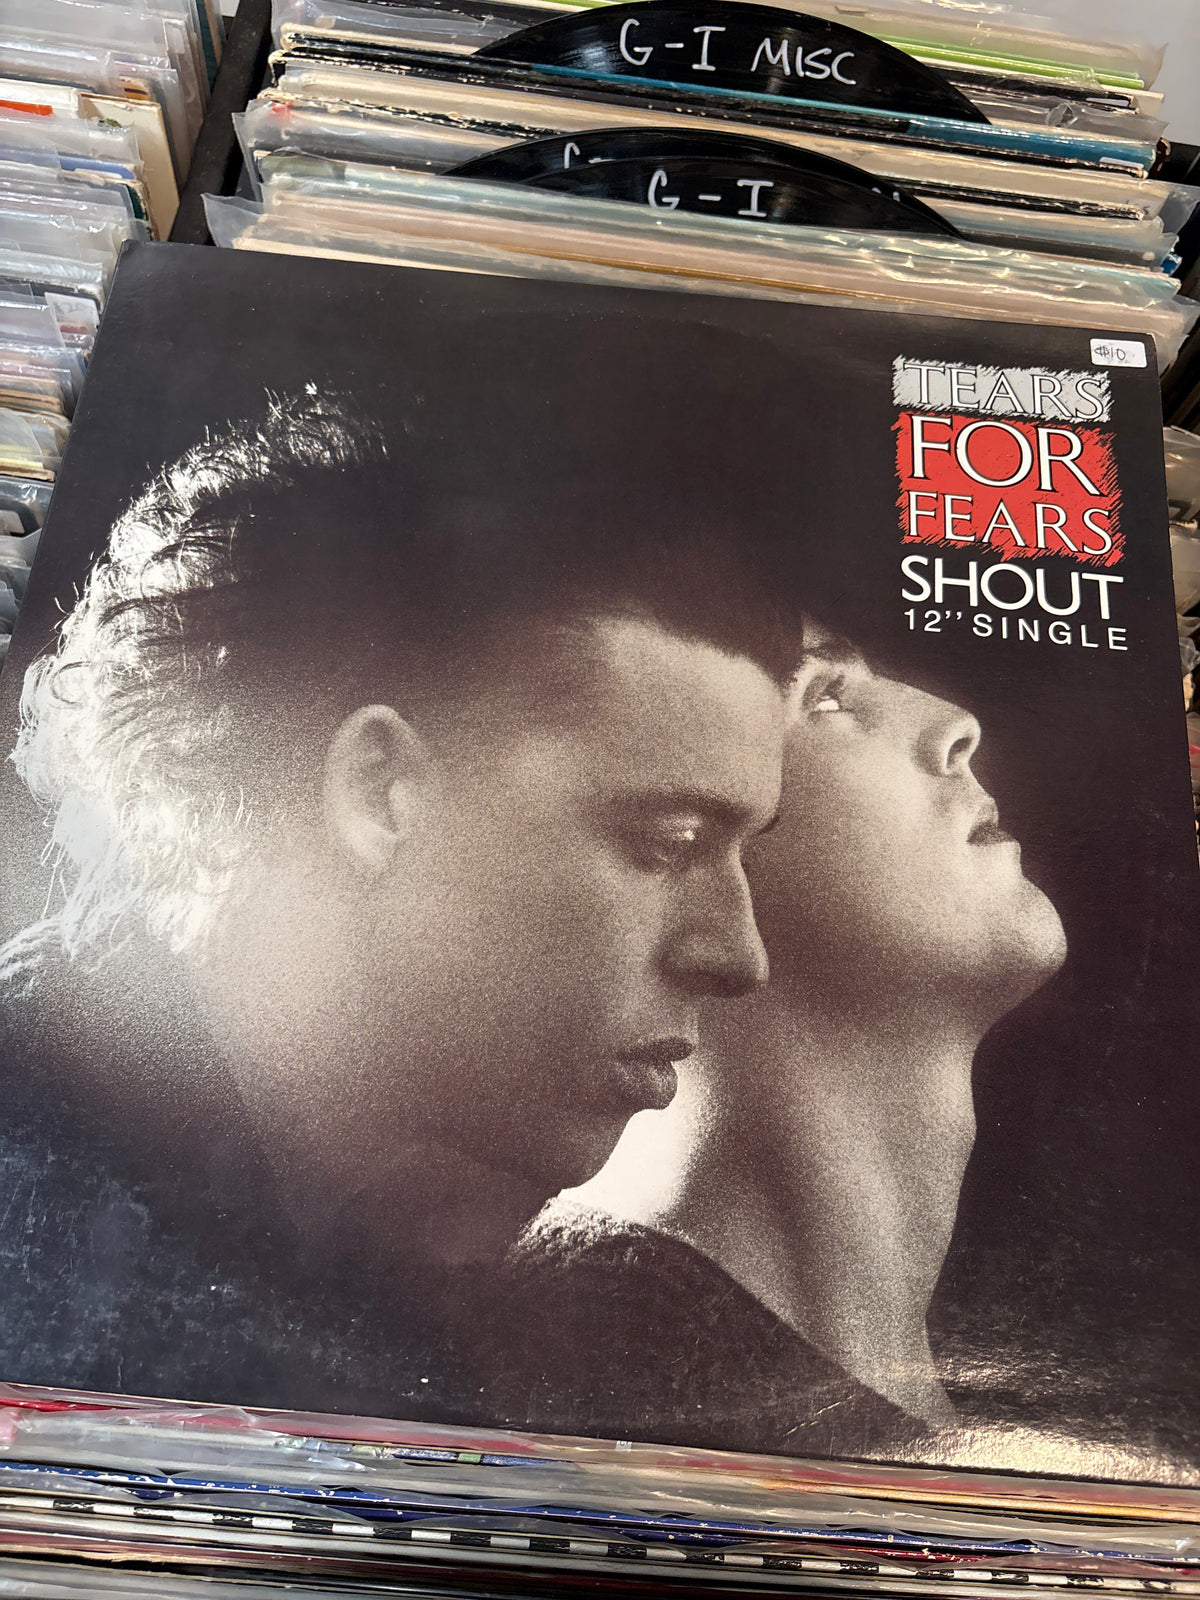 G-I MISC
G-I
$10
TEARS
FOR
FEARS
SHOUT
12" SINGLE